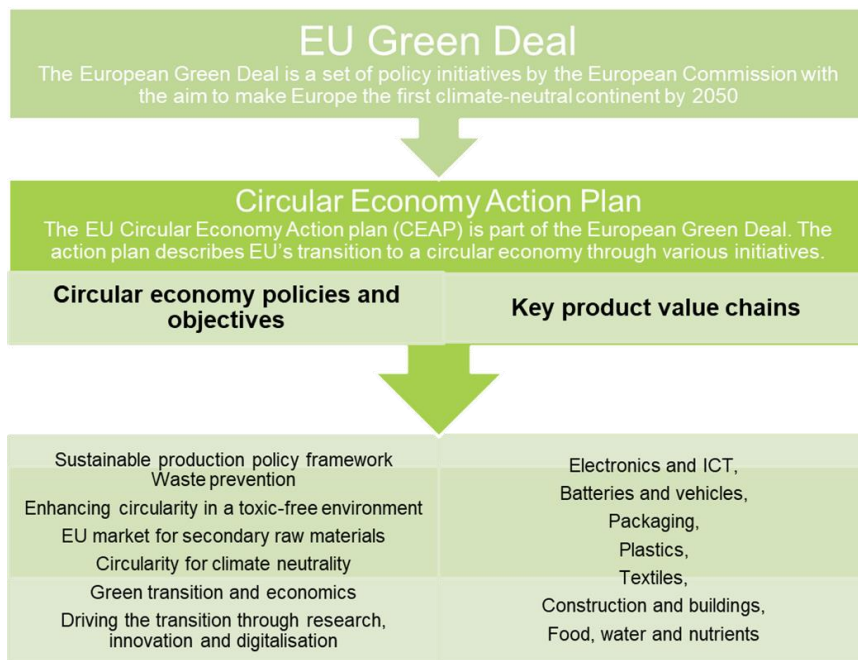 EU Green Deal
The European Green Deal is a set of policy initiatives by the European Commission with
the aim to make Europe the first climate-neutral continent by 2050
Circular Economy Action Plan
The EU Circular Economy Action plan (CEAP) is part of the European Green Deal. The
action plan describes EU's transition to a circular economy through various initiatives.
Circular economy policies and
objectives
Key product value chains
Sustainable production policy framework
Waste prevention
Enhancing circularity in a toxic-free environment
EU market for secondary raw materials
Circularity for climate neutrality
Green transition and economics
Driving the transition through research,
innovation and digitalisation
Electronics and ICT,
Batteries and vehicles,
Packaging,
Plastics,
Textiles,
Construction and buildings,
Food, water and nutrients